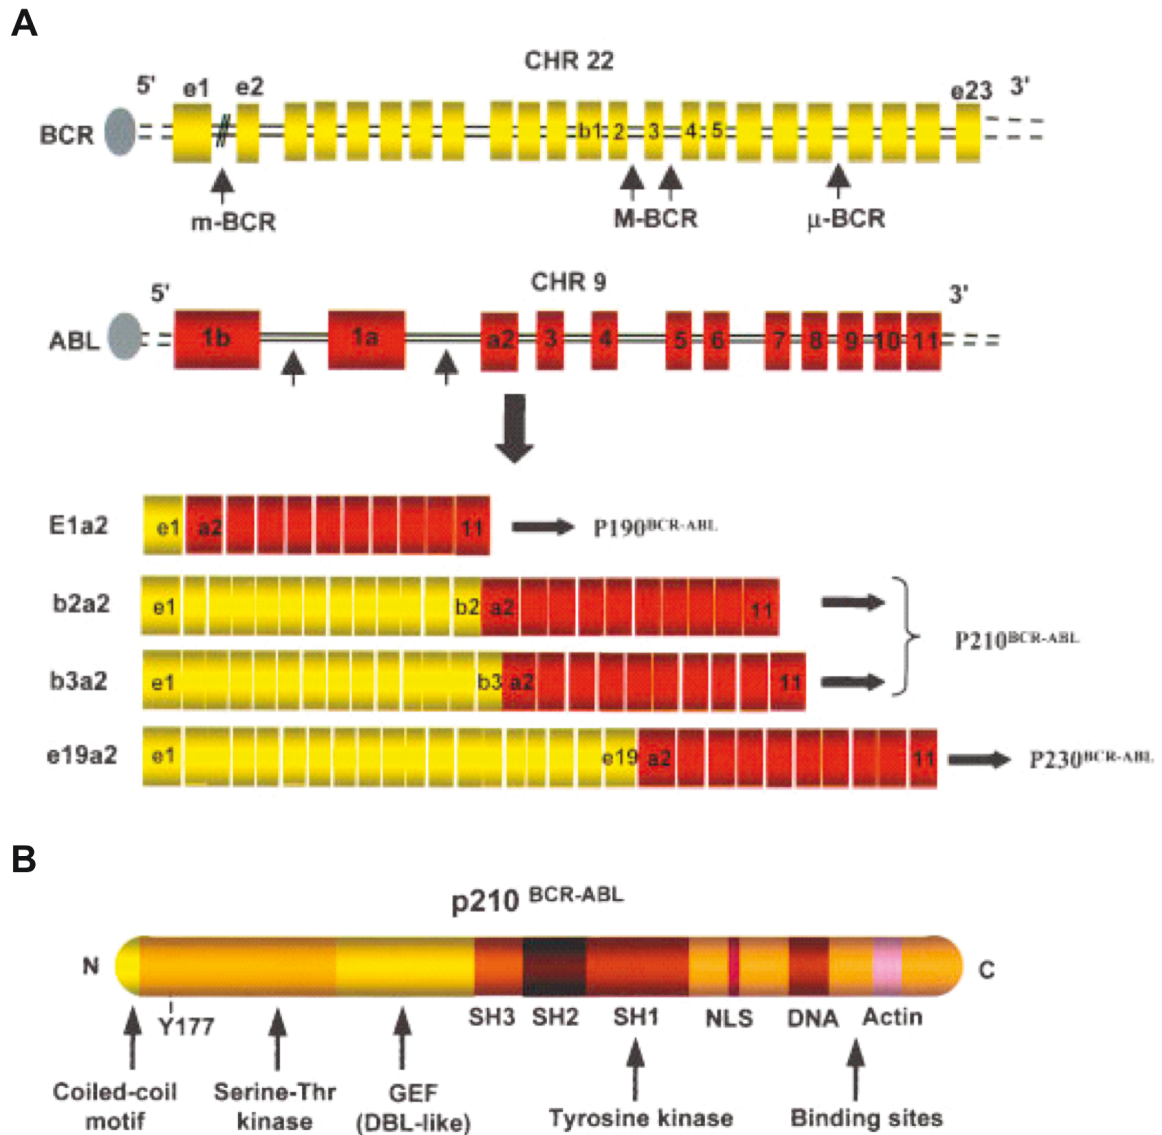 A
CHR 22
5' e1 e2 e23 3'
BCR b1 2 3 4 5
m-BCR M-BCR μ-BCR
CHR 9
5' 3'
ABL 1b 1a a2 3 4 5 6 7 8 9 10 11
E1a2 e1 a2 11 P190BCR-ABL
b2a2 e1 b2 a2 11
P210BCR-ABL
b3a2 e1 b3 a2 11
e19a2 e1 e19 a2 11 P230BCR-ABL
B
p210 BCR-ABL
N C
Y177 SH3 SH2 SH1 NLS DNA Actin
Coiled-coil motif
Serine-Thr kinase
GEF (DBL-like)
Tyrosine kinase
Binding sites